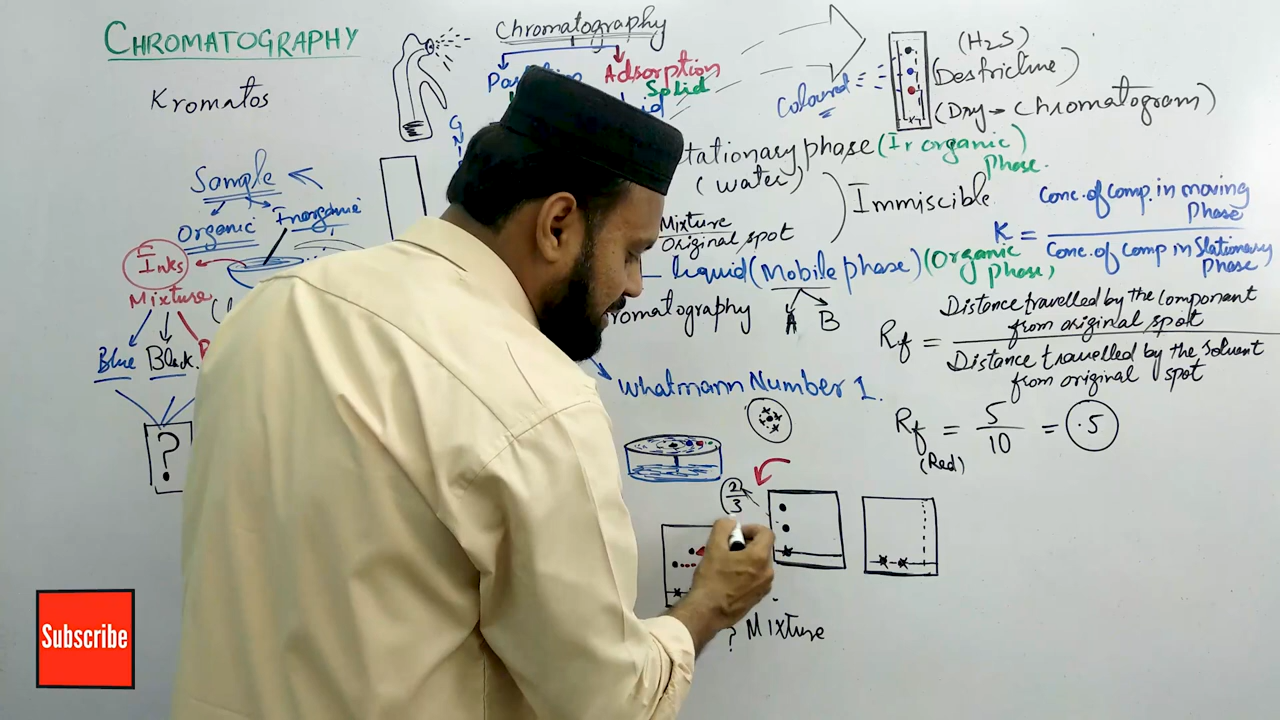 CHROMATOGRAPHY
Kromatos
Chromatography
Adsorption
Solid
Coloured
(H2S)
(Destricture)
(Dry → Chromatogram)
Stationary phase (Inorganic phase.
(water)
Immiscible
Mixture
Original spot
liquid (Mobile phase) (Organic phase,
A B
Sample
Organic Inorganic
Inks
Mixture
Blue Black.
?
K = Conc. of comp. in moving phase
Conc. of comp in Stationary phase
Rf = Distance travelled by the component from original spot
Distance travelled by the solvent from original spot
Rf = 5 = .5
(Red) 10
Whatmann Number 1.
2
3
? Mixture
Subscribe